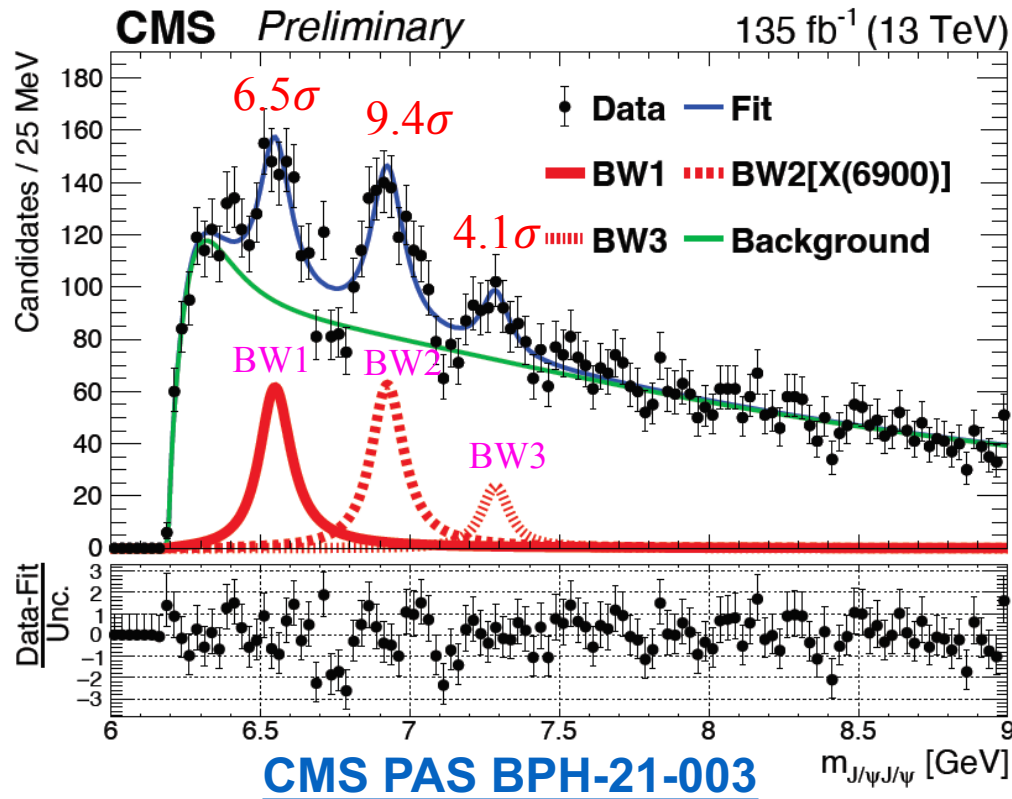 CMS Preliminary 135 fb⁻¹ (13 TeV)
Candidates / 25 MeV
180
160
140
120
100
80
60
40
20
0
6.5σ
9.4σ
4.1σ
Data
Fit
BW1
BW2[X(6900)]
BW3
Background
BW1
BW2
BW3
Data-Fit
Unc.
3
2
1
0
−1
−2
−3
6 6.5 7 7.5 8 8.5 9
m_{J/ψJ/ψ} [GeV]
CMS PAS BPH-21-003